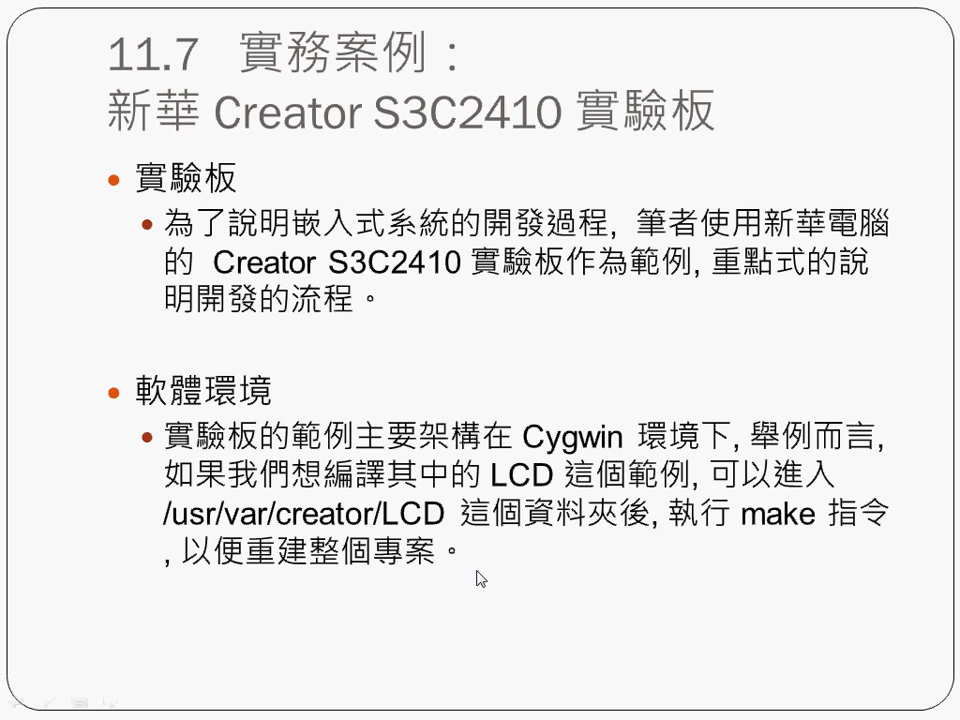 11.7 實務案例：
新華 Creator S3C2410 實驗板
• 實驗板
• 為了說明嵌入式系統的開發過程, 筆者使用新華電腦
的 Creator S3C2410 實驗板作為範例, 重點式的說
明開發的流程。
• 軟體環境
• 實驗板的範例主要架構在 Cygwin 環境下, 舉例而言,
如果我們想編譯其中的 LCD 這個範例, 可以進入
/usr/var/creator/LCD 這個資料夾後, 執行 make 指令
, 以便重建整個專案。